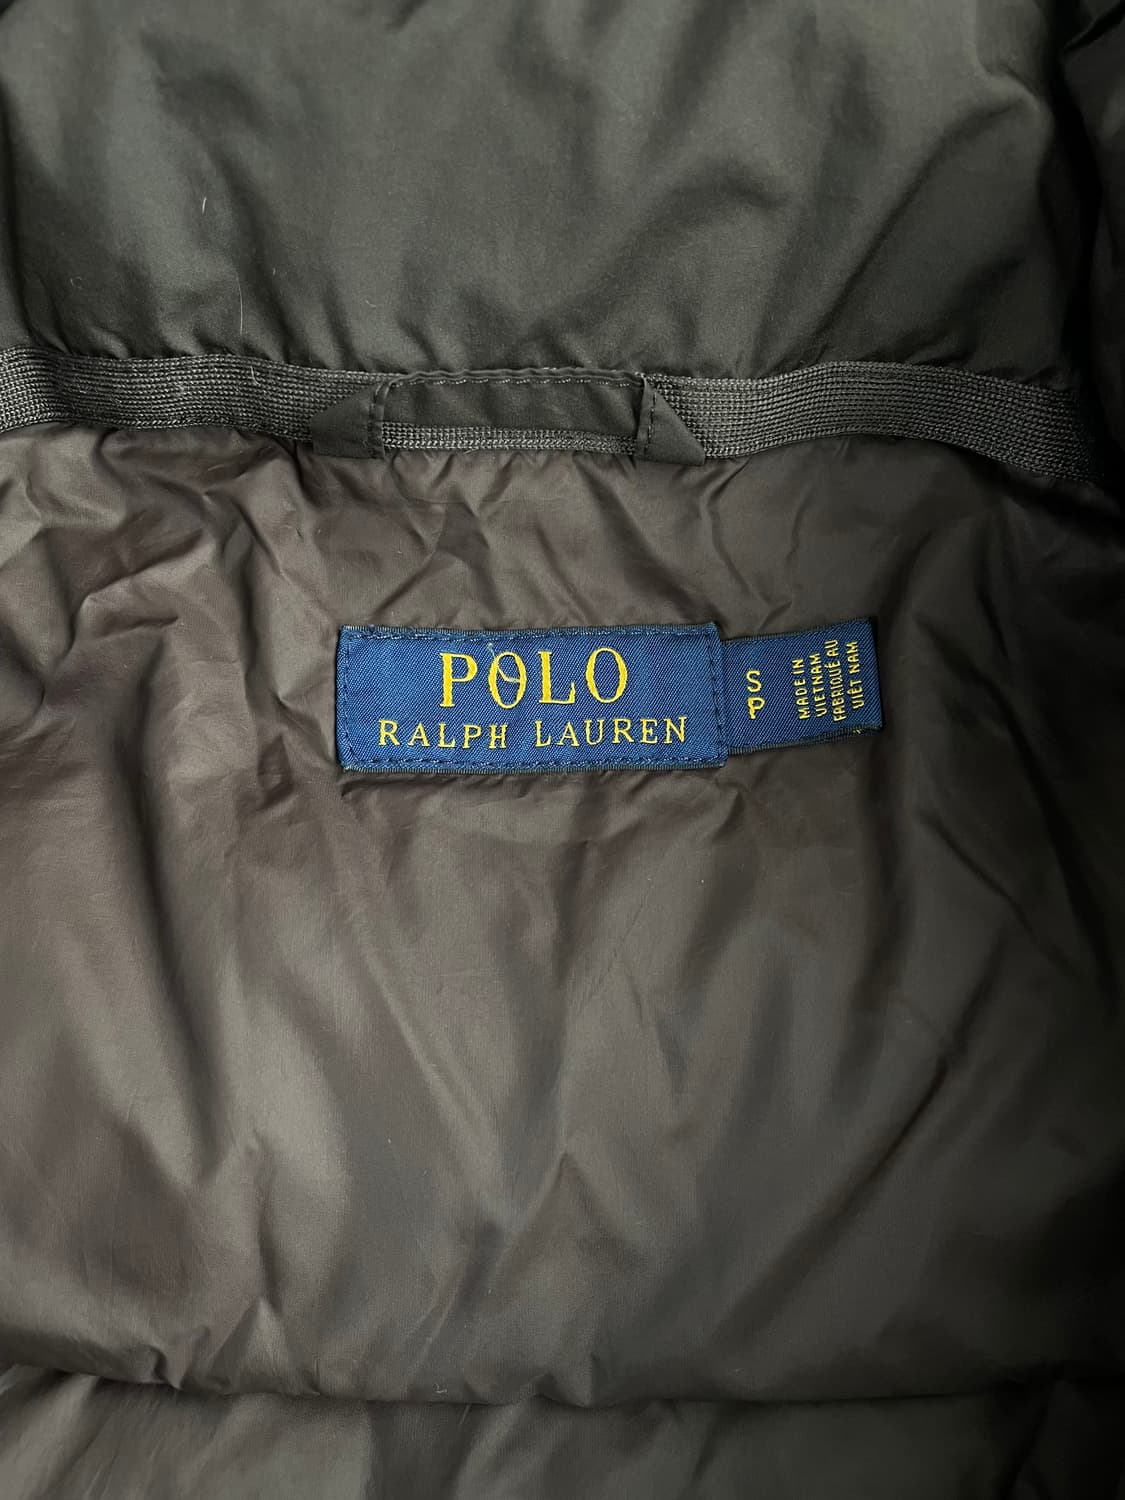 POLO
RALPH LAUREN
S
P
MADE IN
VIETNAM
FABRIQUÉ AU
VIÊT NAM